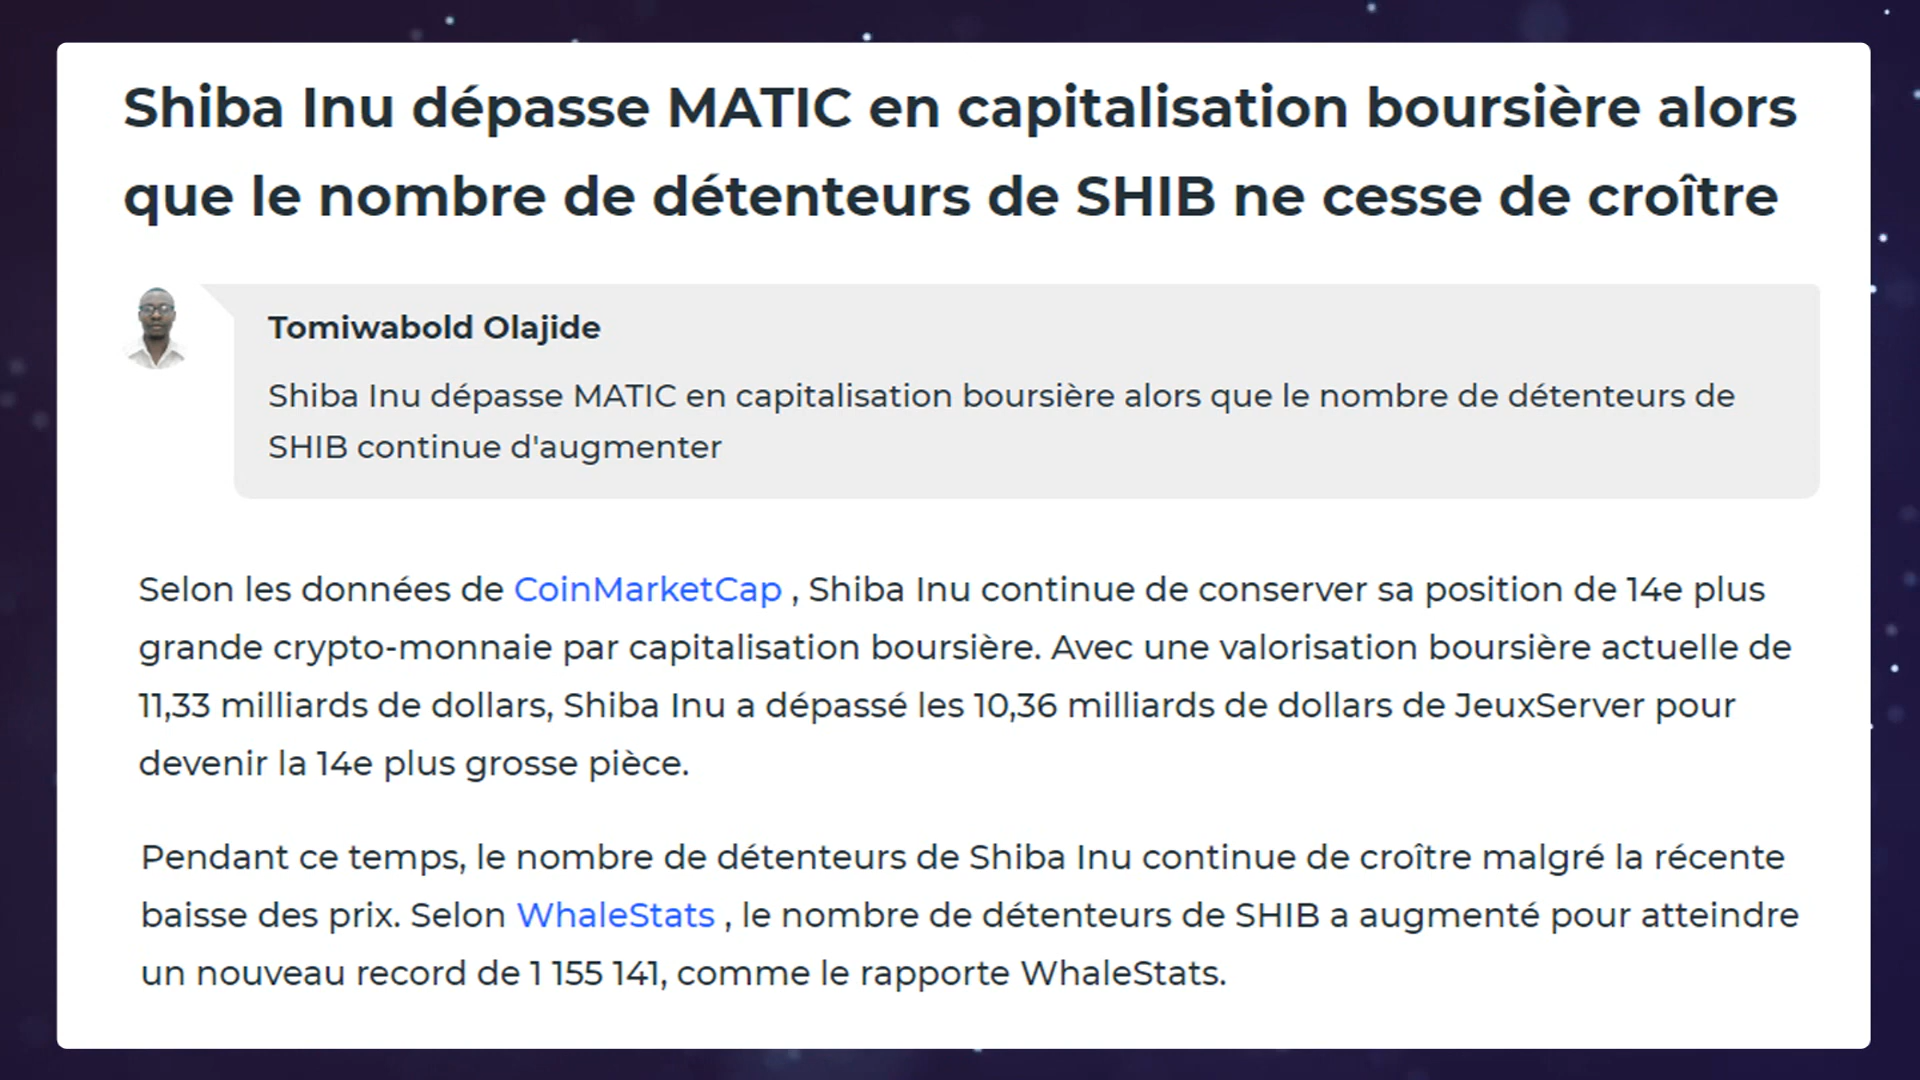 Shiba Inu dépasse MATIC en capitalisation boursière alors
que le nombre de détenteurs de SHIB ne cesse de croître
Tomiwabold Olajide
Shiba Inu dépasse MATIC en capitalisation boursière alors que le nombre de détenteurs de
SHIB continue d'augmenter
Selon les données de CoinMarketCap , Shiba Inu continue de conserver sa position de 14e plus
grande crypto-monnaie par capitalisation boursière. Avec une valorisation boursière actuelle de
11,33 milliards de dollars, Shiba Inu a dépassé les 10,36 milliards de dollars de JeuxServer pour
devenir la 14e plus grosse pièce.
Pendant ce temps, le nombre de détenteurs de Shiba Inu continue de croître malgré la récente
baisse des prix. Selon WhaleStats , le nombre de détenteurs de SHIB a augmenté pour atteindre
un nouveau record de 1 155 141, comme le rapporte WhaleStats.